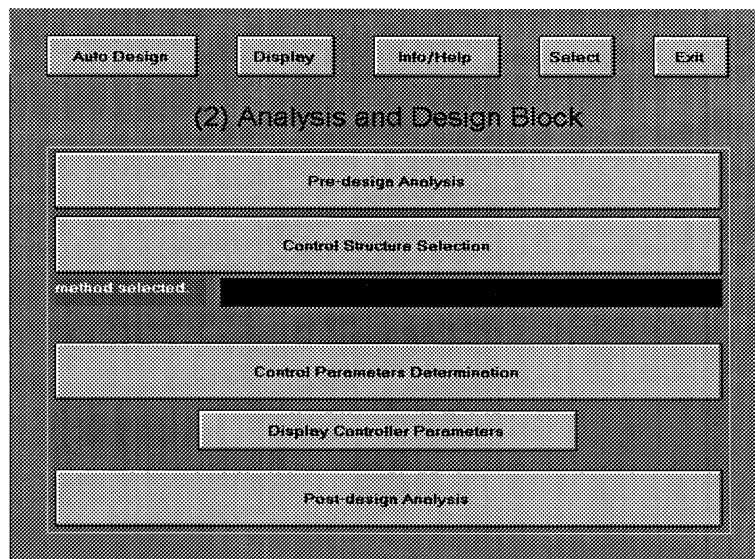 Auto Design Display Info/Help Select Exit
(2) Analysis and Design Block
Pre-design Analysis
Control Structure Selection
method selected
Control Parameters Determination
Display Controller Parameters
Post-design Analysis